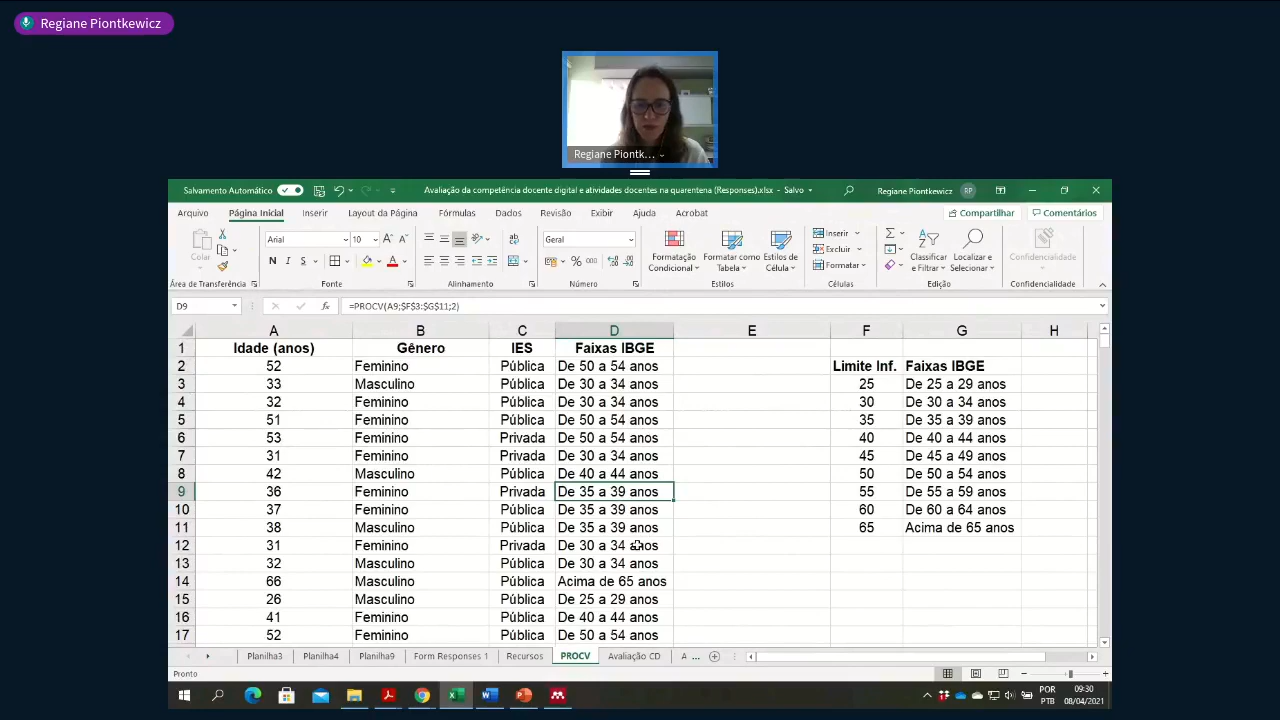 Regiane Piontkewicz
Regiane Piontk...
Salvamento Automático
Avaliação da competência docente digital e atividades docentes na quarentena (Responses).xlsx - Salvo
Regiane Piontkewicz RP
Arquivo Página Inicial Inserir Layout da Página Fórmulas Dados Revisão Exibir Ajuda Acrobat Compartilhar Comentários
Colar
Arial 10
N I S
Geral
% 000
Formatação Condicional
Formatar como Tabela
Estilos de Célula
Inserir
Excluir
Formatar
Classificar e Filtrar
Localizar e Selecionar
Confidencialidade
Área de Transferência Fonte Alinhamento Número Estilos Células Edição Confidencialidade
D9 fx =PROCV(A9;$F$3:$G$11;2)
A B C D E F G H
1 Idade (anos) Gênero IES Faixas IBGE
2 52 Feminino Pública De 50 a 54 anos Limite Inf. Faixas IBGE
3 33 Masculino Pública De 30 a 34 anos 25 De 25 a 29 anos
4 32 Feminino Pública De 30 a 34 anos 30 De 30 a 34 anos
5 51 Feminino Pública De 50 a 54 anos 35 De 35 a 39 anos
6 53 Feminino Privada De 50 a 54 anos 40 De 40 a 44 anos
7 31 Feminino Privada De 30 a 34 anos 45 De 45 a 49 anos
8 42 Masculino Pública De 40 a 44 anos 50 De 50 a 54 anos
9 36 Feminino Privada De 35 a 39 anos 55 De 55 a 59 anos
10 37 Feminino Pública De 35 a 39 anos 60 De 60 a 64 anos
11 38 Masculino Pública De 35 a 39 anos 65 Acima de 65 anos
12 31 Feminino Privada De 30 a 34 anos
13 32 Masculino Pública De 30 a 34 anos
14 66 Masculino Pública Acima de 65 anos
15 26 Masculino Pública De 25 a 29 anos
16 41 Feminino Pública De 40 a 44 anos
17 52 Feminino Pública De 50 a 54 anos
Planilha3 Planilha4 Planilha9 Form Responses 1 Recursos PROCV Avaliação CD A ...
Pronto
POR 09:30
PTB 08/04/2021